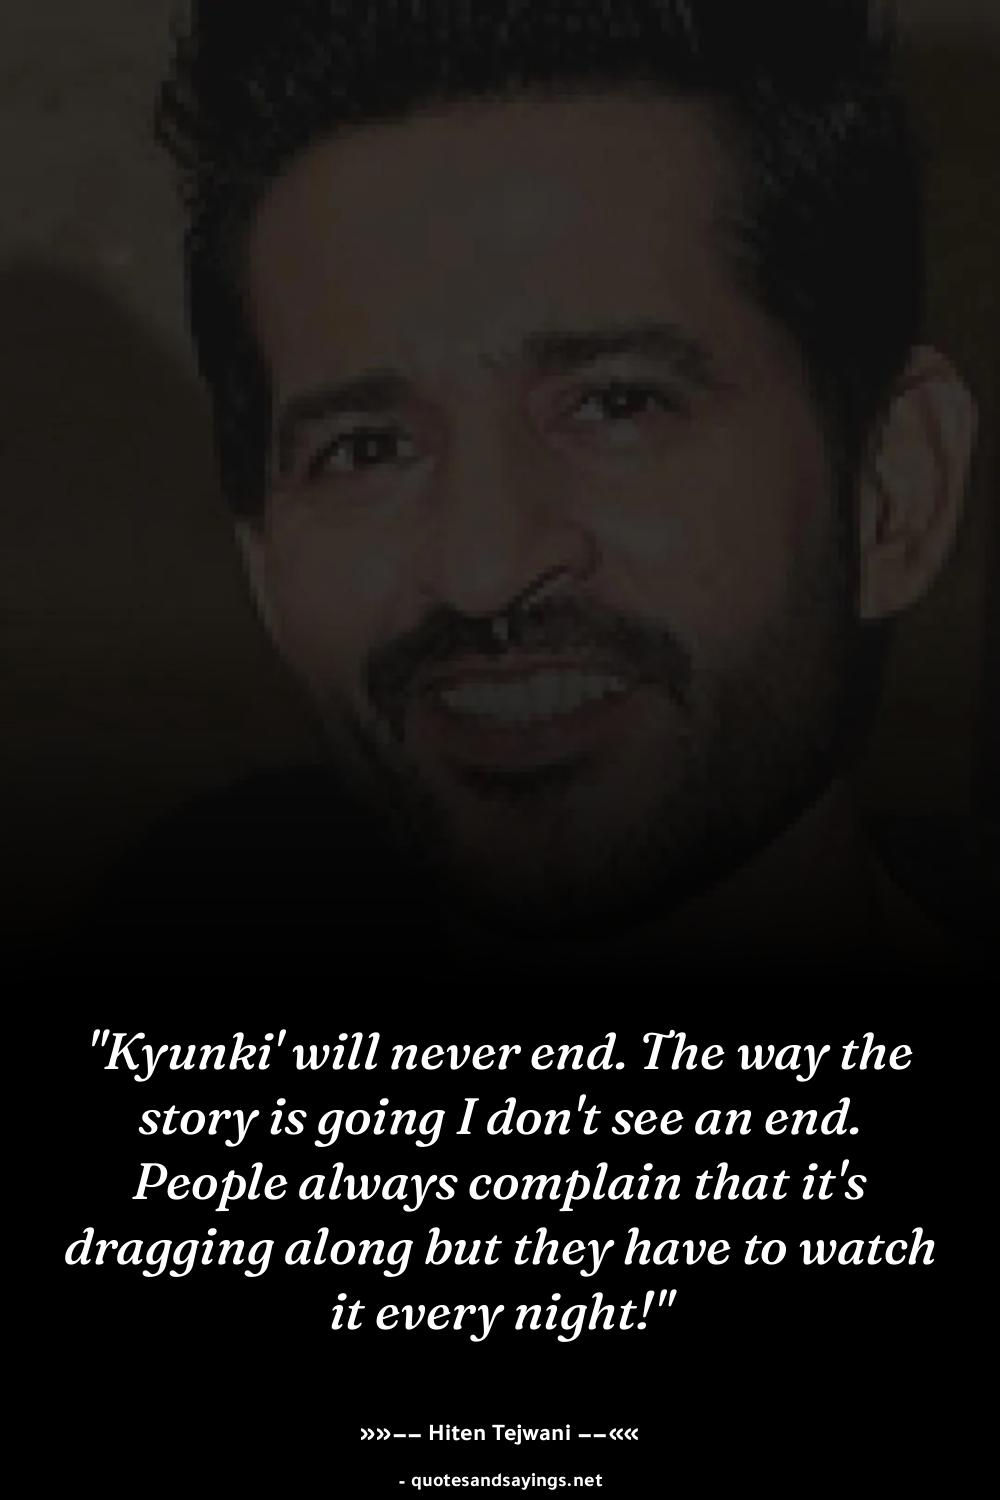 "Kyunki' will never end. The way the
story is going I don't see an end.
People always complain that it's
dragging along but they have to watch
it every night!"
»»–– Hiten Tejwani ––««
- quotesandsayings.net